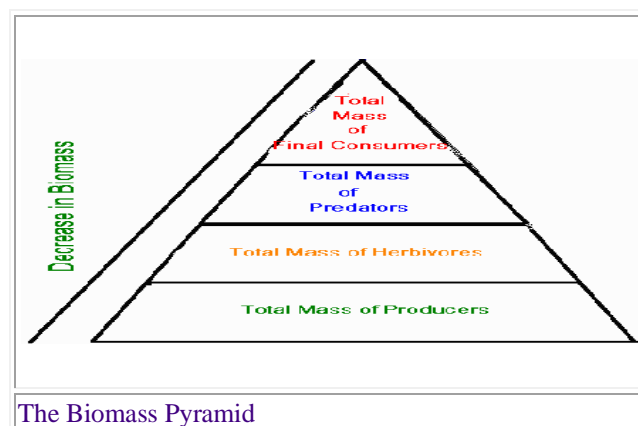 Total
Mass
of
Final Consumers
Total Mass
of
Predators
Total Mass of Herbivores
Total Mass of Producers
Decrease in Biomass
The Biomass Pyramid